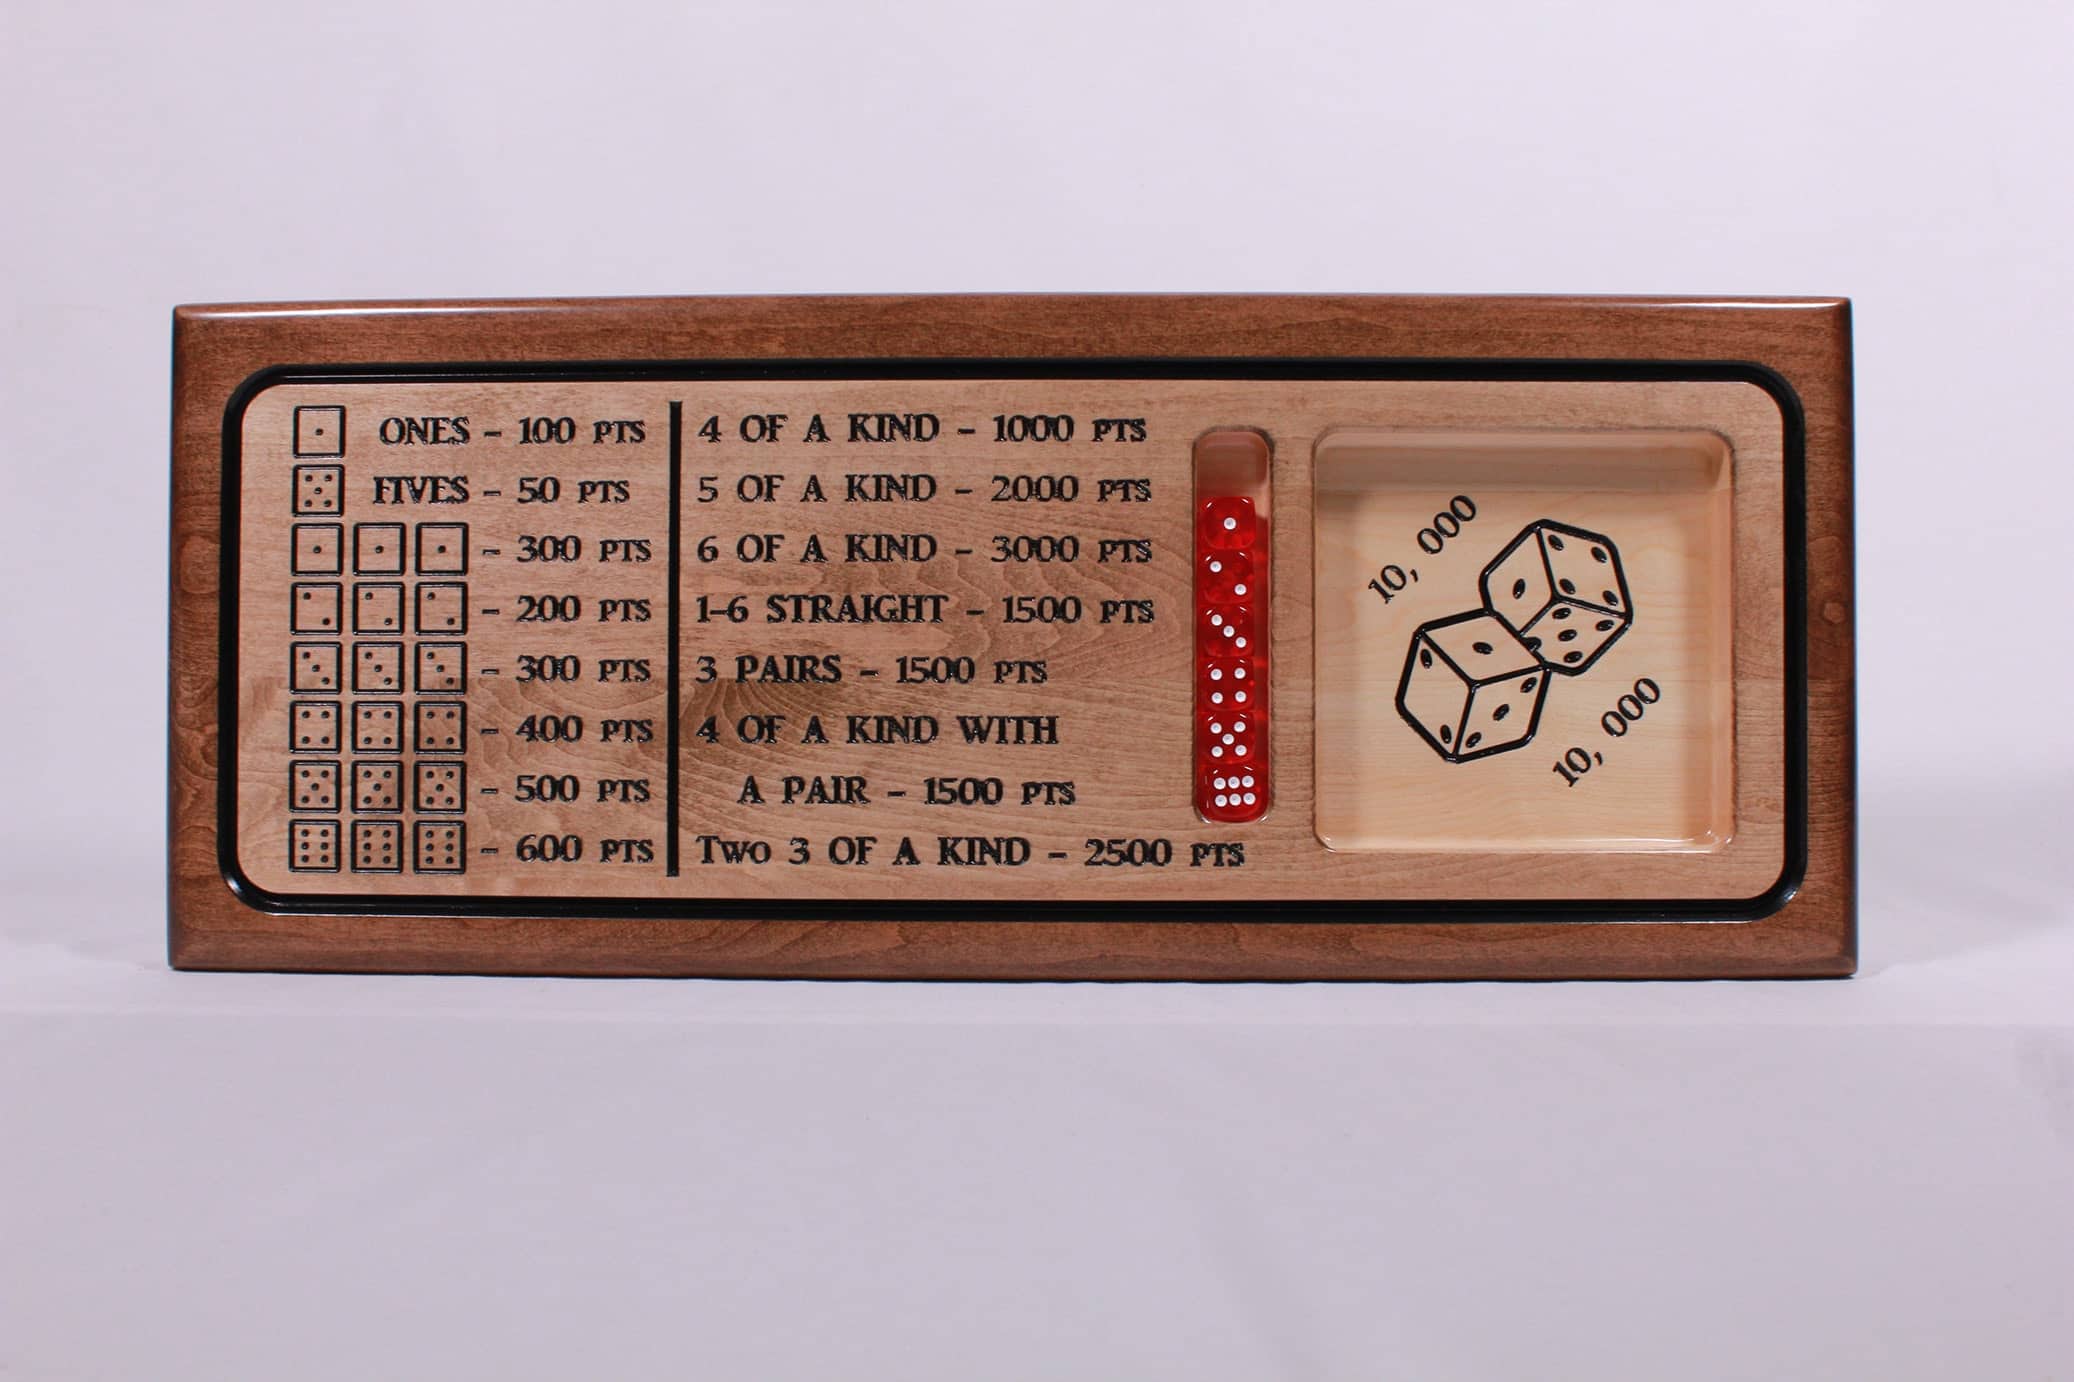 ONES - 100 PTS
FIVES - 50 PTS
- 300 PTS
- 200 PTS
- 300 PTS
- 400 PTS
- 500 PTS
- 600 PTS
4 OF A KIND - 1000 PTS
5 OF A KIND - 2000 PTS
6 OF A KIND - 3000 PTS
1-6 STRAIGHT - 1500 PTS
3 PAIRS - 1500 PTS
4 OF A KIND WITH
A PAIR - 1500 PTS
Two 3 OF A KIND - 2500 PTS
10, 000
10, 000